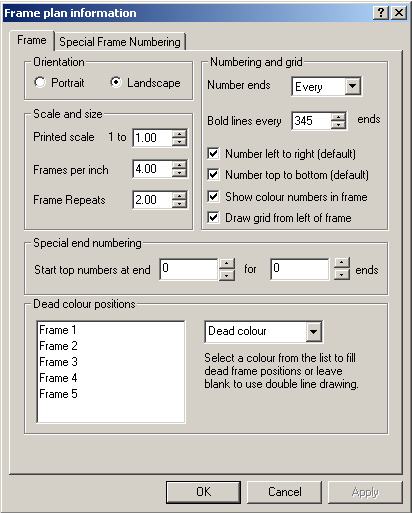 Frame plan information
Frame
Special Frame Numbering
Orientation
Portrait
Landscape
Scale and size
Printed scale 1 to 1.00
Frames per inch 4.00
Frame Repeats 2.00
Numbering and grid
Number ends Every
Bold lines every 345 ends
Number left to right (default)
Number top to bottom (default)
Show colour numbers in frame
Draw grid from left of frame
Special end numbering
Start top numbers at end 0 for 0 ends
Dead colour positions
Frame 1
Frame 2
Frame 3
Frame 4
Frame 5
Dead colour
Select a colour from the list to fill
dead frame positions or leave
blank to use double line drawing.
OK
Cancel
Apply